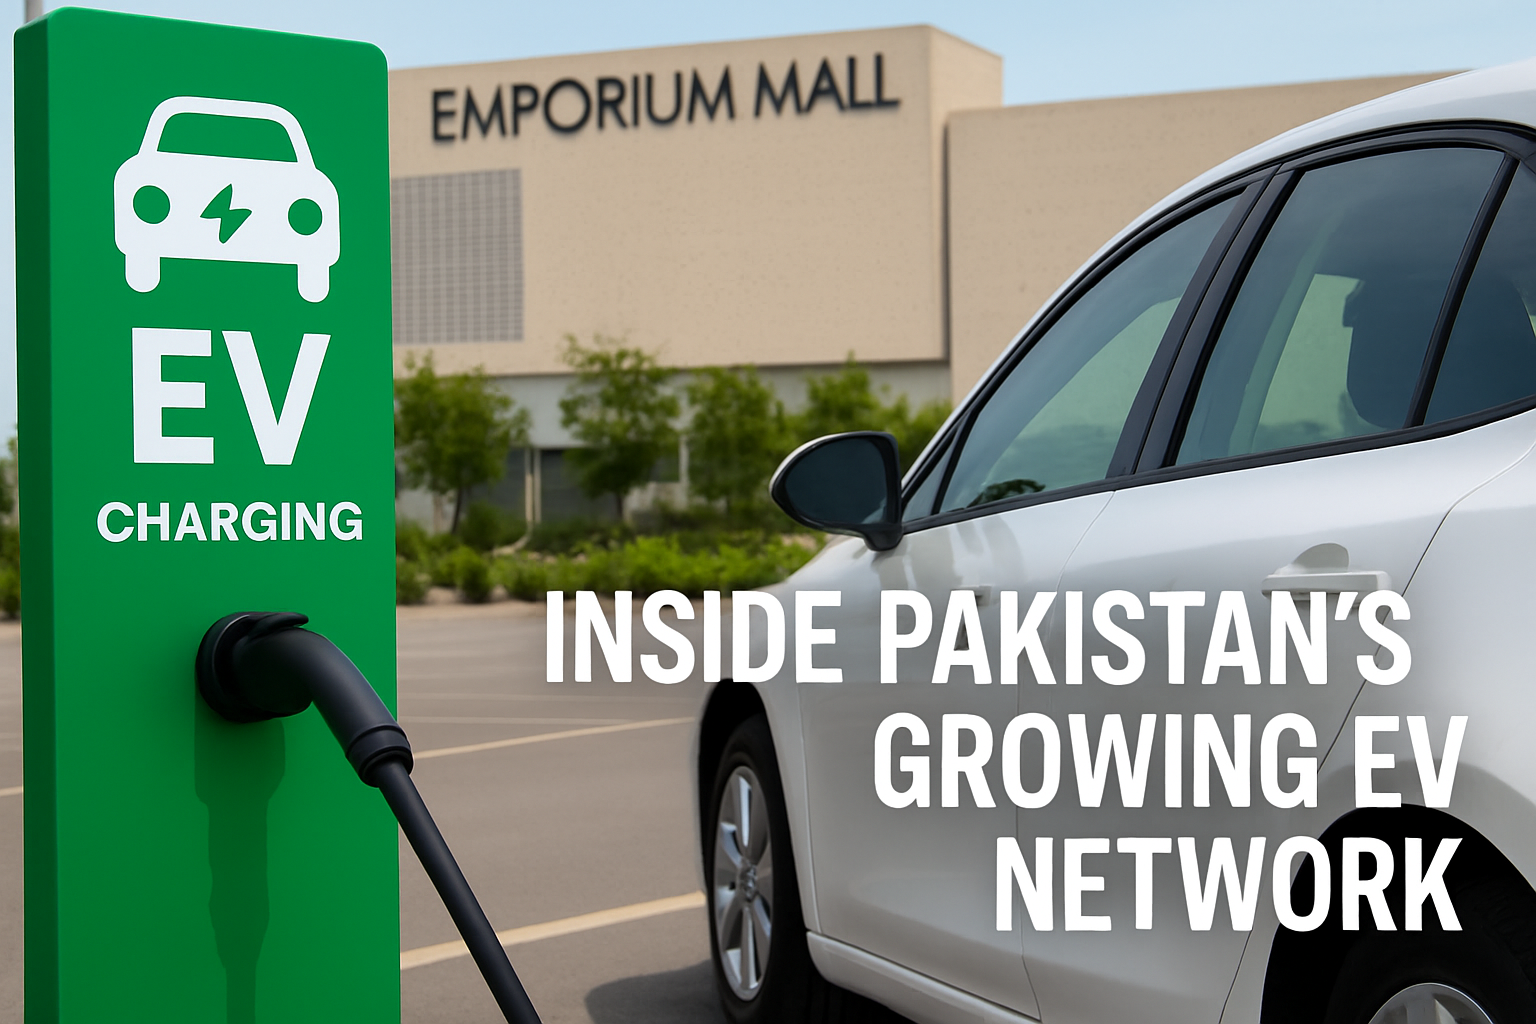 EMPORIUM MALL
EV
CHARGING
INSIDE PAKISTAN'S
GROWING EV
NETWORK